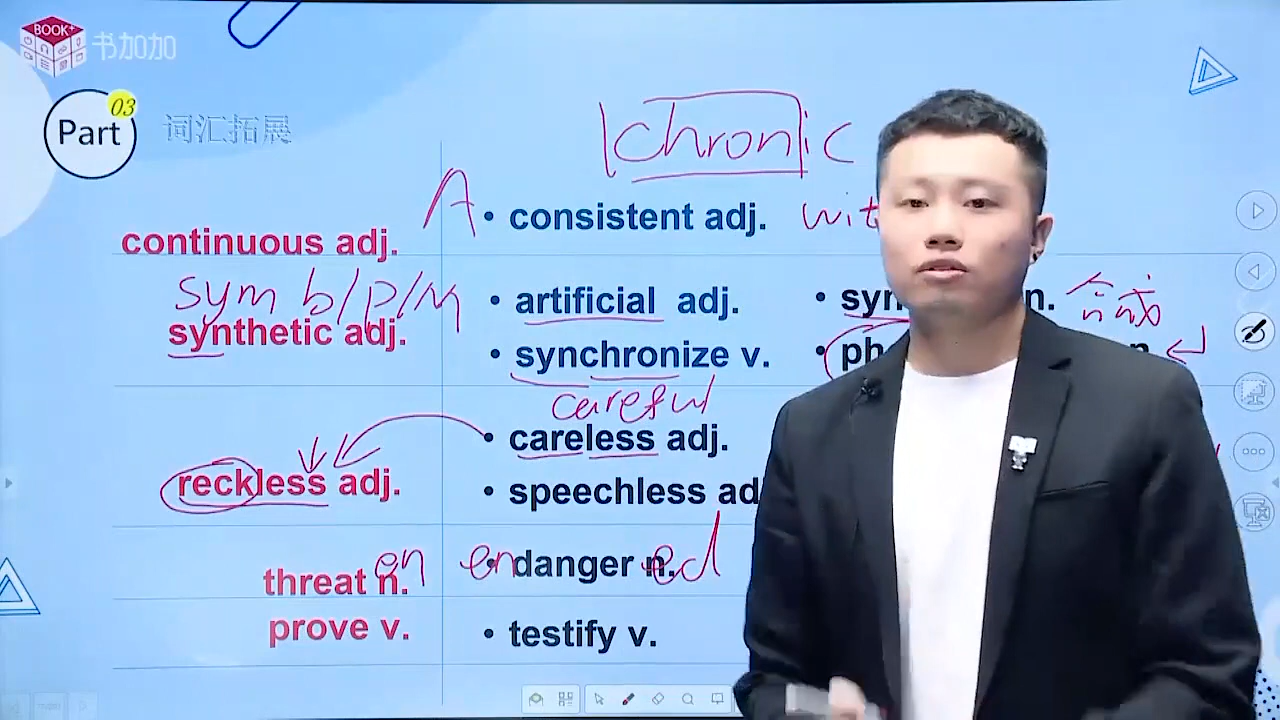 BOOK+
书加加
Part 03
词汇拓展
chronic
A • consistent adj. wit
continuous adj.
sym b/p/m
• artificial adj.
• syn n. 合成
synthetic adj.
• synchronize v.
• ph n
careful
• careless adj.
reckless adj.
• speechless ad
threat n. en
en danger n. ed
prove v.
• testify v.